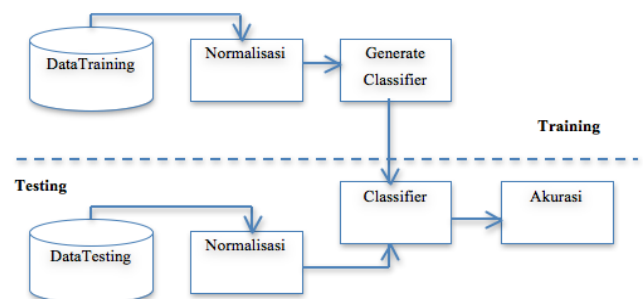 DataTraining
Normalisasi
Generate
Classifier
Training
Testing
DataTesting
Normalisasi
Classifier
Akurasi